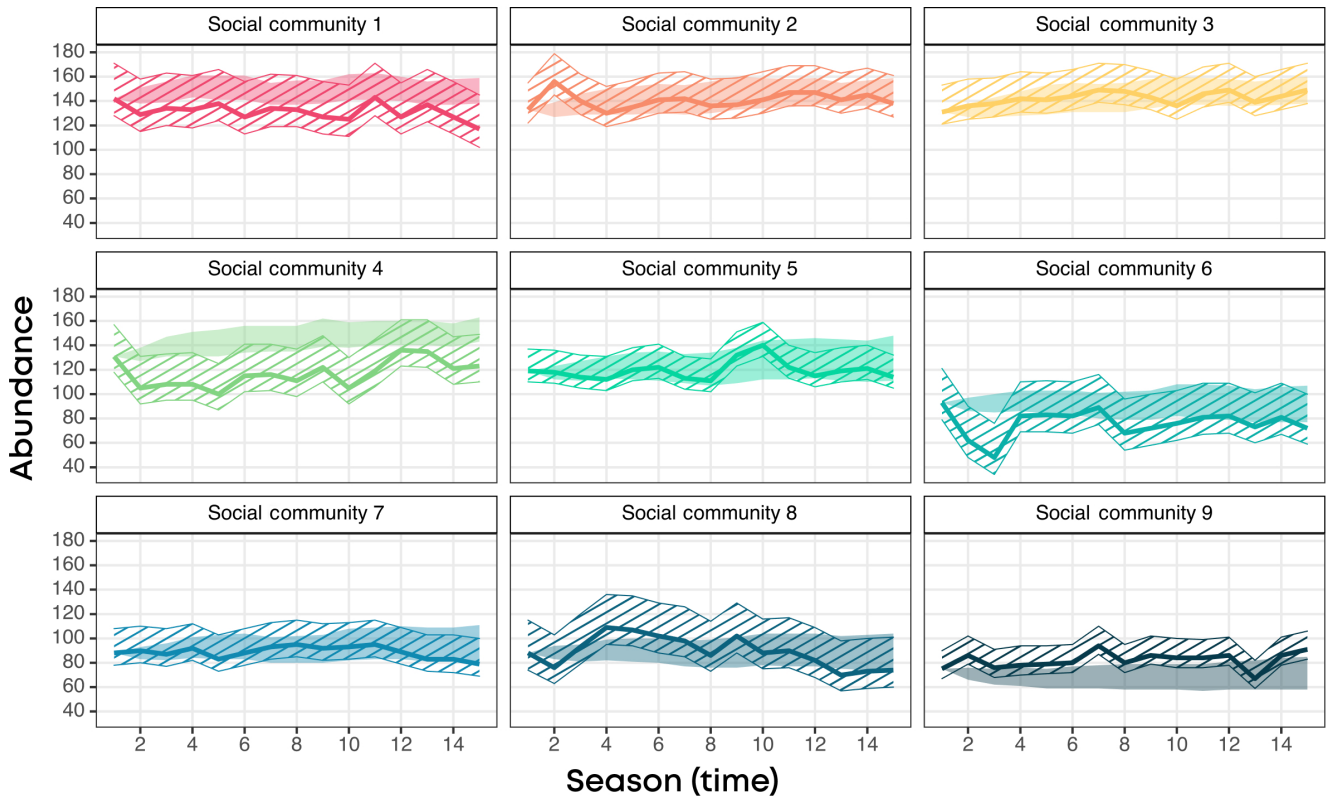 Social community 1
Social community 2
Social community 3
180
160
140
120
100
80
60
40
Social community 4
Social community 5
Social community 6
180
160
140
120
100
80
60
40
Social community 7
Social community 8
Social community 9
180
160
140
120
100
80
60
40
2 4 6 8 10 12 14
2 4 6 8 10 12 14
2 4 6 8 10 12 14
Abundance
Season (time)